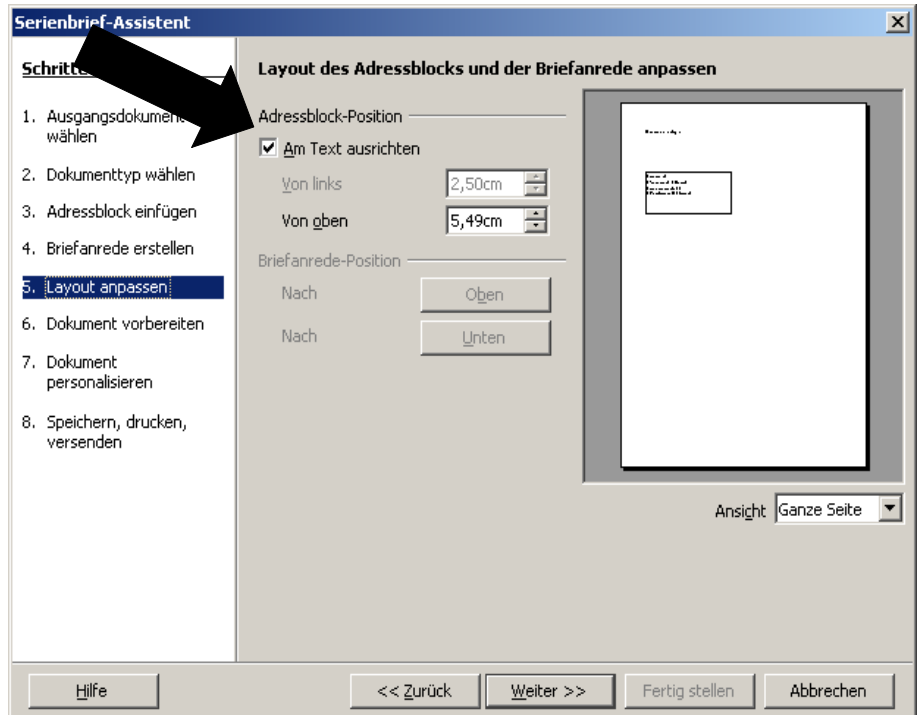 Serienbrief-Assistent
Schritte
1. Ausgangsdokument
wählen
2. Dokumenttyp wählen
3. Adressblock einfügen
4. Briefanrede erstellen
5. Layout anpassen
6. Dokument vorbereiten
7. Dokument
personalisieren
8. Speichern, drucken,
versenden
Layout des Adressblocks und der Briefanrede anpassen
Adressblock-Position
Am Text ausrichten
Von links 2,50cm
Von oben 5,49cm
Briefanrede-Position
Nach Oben
Nach Unten
Ansicht Ganze Seite
Hilfe << Zurück Weiter >> Fertig stellen Abbrechen